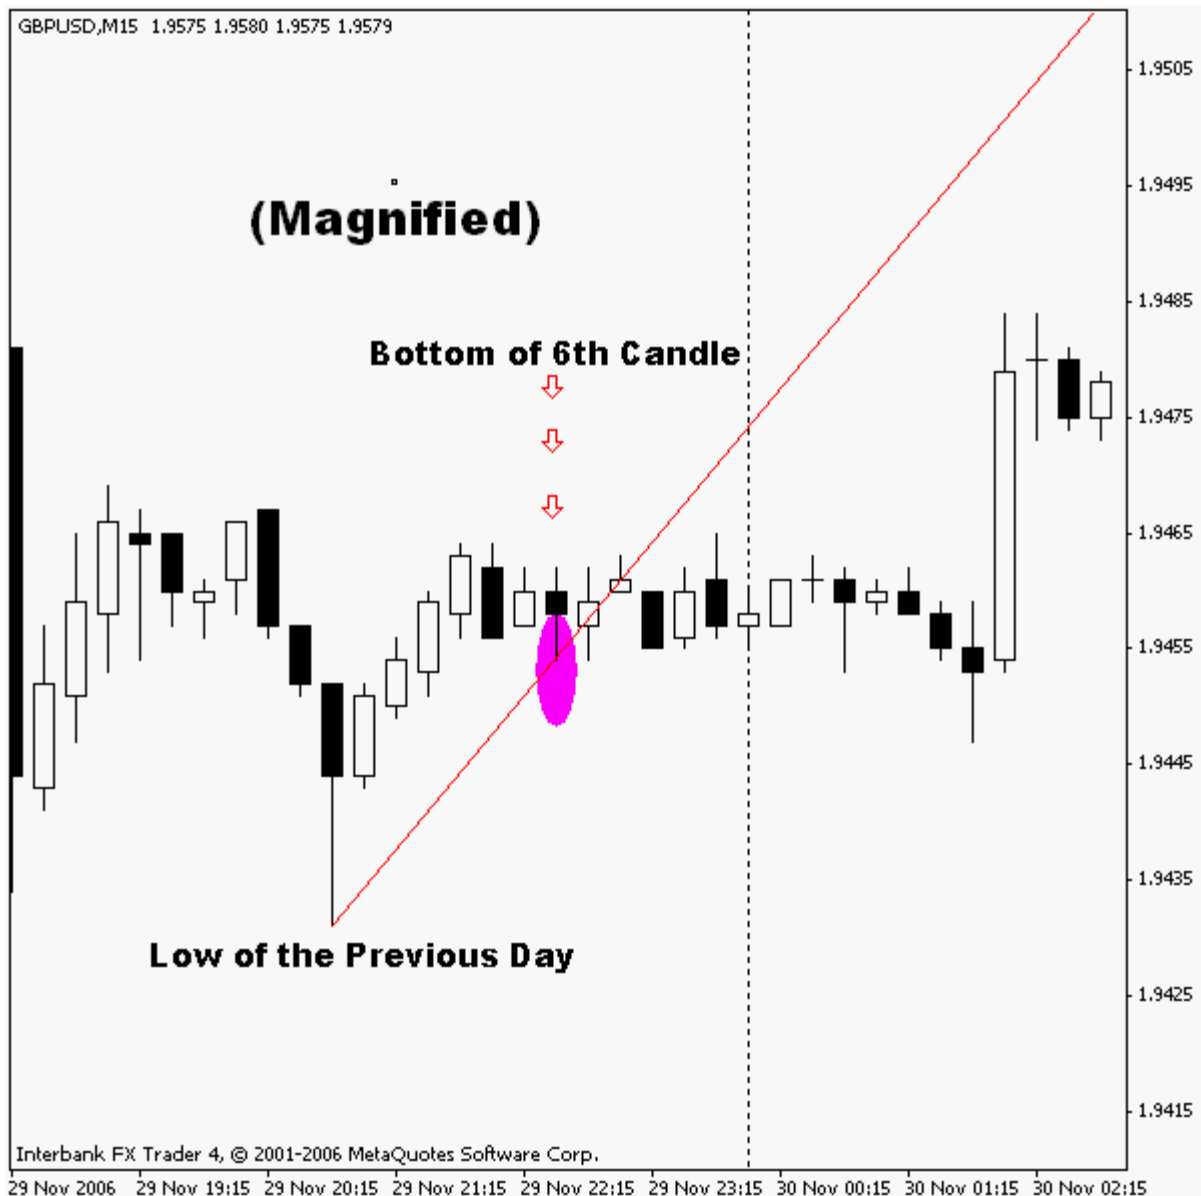 GBPUSD,M15 1.9575 1.9580 1.9575 1.9579
1.9505
1.9495
(Magnified)
1.9485
Bottom of 6th Candle
1.9475
1.9465
1.9455
1.9445
1.9435
Low of the Previous Day
1.9425
1.9415
Interbank FX Trader 4, © 2001-2006 MetaQuotes Software Corp.
29 Nov 2006 29 Nov 19:15 29 Nov 20:15 29 Nov 21:15 29 Nov 22:15 29 Nov 23:15 30 Nov 00:15 30 Nov 01:15 30 Nov 02:15